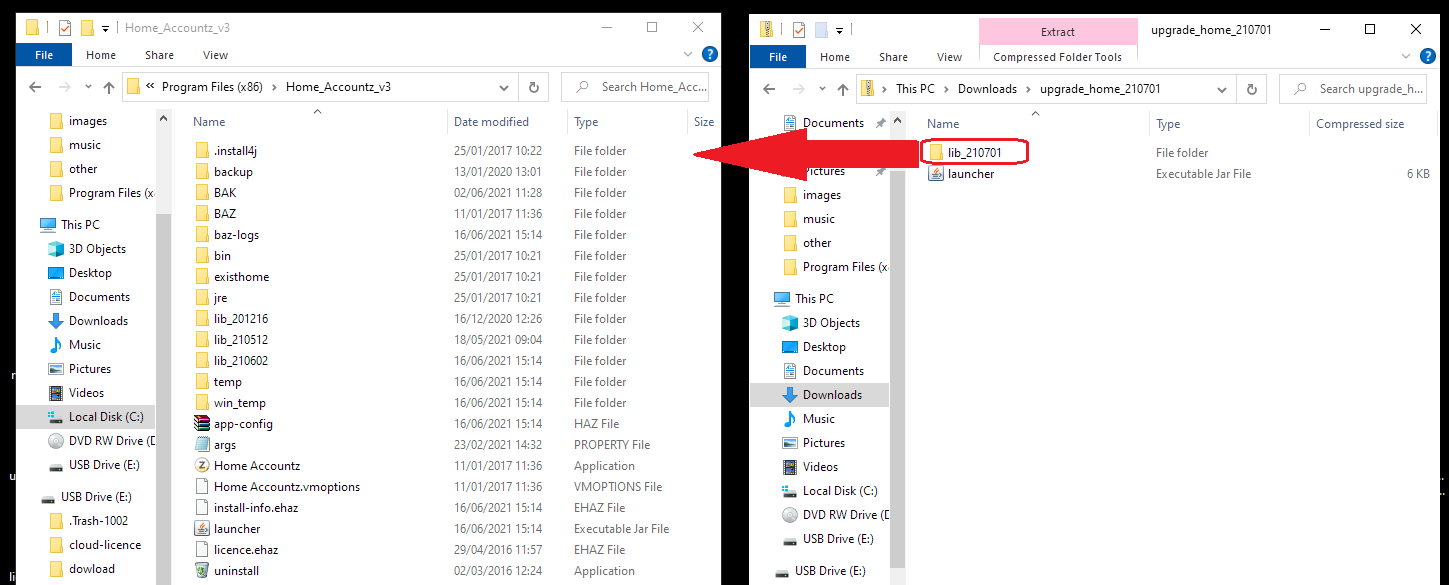 Home_Accountz_v3
File Home Share View
« Program Files (x86) › Home_Accountz_v3
Search Home_Acc...
images
music
other
Program Files (x
This PC
3D Objects
Desktop
Documents
Downloads
Music
Pictures
Videos
Local Disk (C:)
DVD RW Drive (D
USB Drive (E:)
USB Drive (E:)
.Trash-1002
cloud-licence
dowload
Name Date modified Type Size
.install4j 25/01/2017 10:22 File folder
backup 13/01/2020 13:01 File folder
BAK 02/06/2021 11:28 File folder
BAZ 11/01/2017 11:36 File folder
baz-logs 16/06/2021 15:14 File folder
bin 25/01/2017 10:21 File folder
existhome 25/01/2017 10:21 File folder
jre 25/01/2017 10:21 File folder
lib_201216 16/12/2020 12:26 File folder
lib_210512 18/05/2021 09:04 File folder
lib_210602 16/06/2021 15:14 File folder
temp 16/06/2021 15:14 File folder
win_temp 16/06/2021 15:14 File folder
app-config 16/06/2021 15:14 HAZ File
args 23/02/2021 14:32 PROPERTY File
Home Accountz 11/01/2017 11:36 Application
Home Accountz.vmoptions 11/01/2017 11:36 VMOPTIONS File
install-info.ehaz 16/06/2021 15:14 EHAZ File
launcher 16/06/2021 15:14 Executable Jar File
licence.ehaz 29/04/2016 11:57 EHAZ File
uninstall 02/03/2016 12:24 Application
Extract
upgrade_home_210701
File Home Share View Compressed Folder Tools
› This PC › Downloads › upgrade_home_210701
Search upgrade_h...
Documents
Pictures
images
music
other
Program Files (x
This PC
3D Objects
Desktop
Documents
Downloads
Music
Pictures
Videos
Local Disk (C:)
DVD RW Drive (D
USB Drive (E:)
USB Drive (E:)
Name Type Compressed size
lib_210701 File folder
launcher Executable Jar File 6 KB